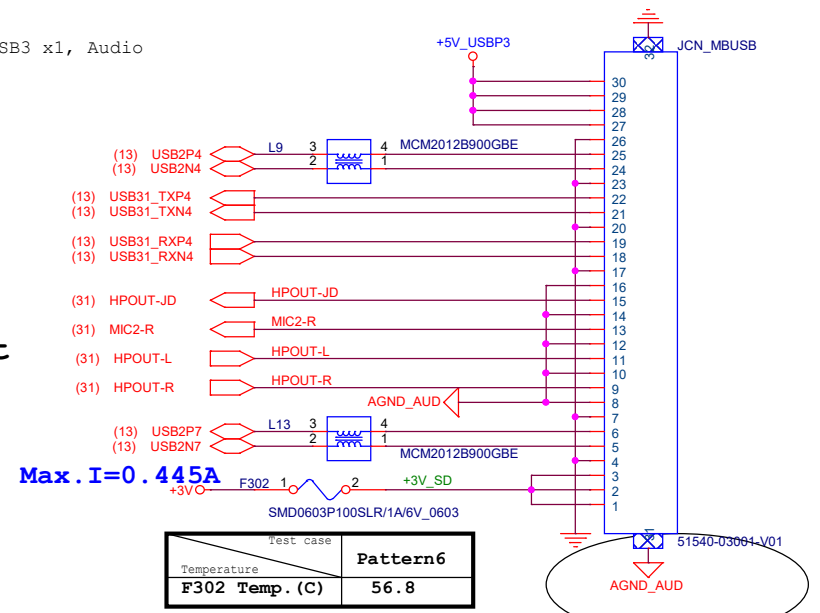 SB3 x1, Audio
+5V_USBP3
32
JCN_MBUSB
30
29
28
27
26
(13) USB2P4 L9 3 4 MCM2012B900GBE 25
(13) USB2N4 2 1 24
23
(13) USB31_TXP4 22
(13) USB31_TXN4 21
20
(13) USB31_RXP4 19
(13) USB31_RXN4 18
17
16
(31) HPOUT-JD HPOUT-JD 15
14
(31) MIC2-R MIC2-R 13
12
(31) HPOUT-L HPOUT-L 11
10
(31) HPOUT-R HPOUT-R 9
AGND_AUD 8
7
(13) USB2P7 L13 3 4 6
(13) USB2N7 2 1 5
MCM2012B900GBE 4
Max.I=0.445A 3
+3V F302 1 2 +3V_SD 2
1
SMD0603P100SLR/1A/6V_0603
31
51540-03001-V01
Test case
Temperature
Pattern6
F302 Temp.(C) 56.8
AGND_AUD